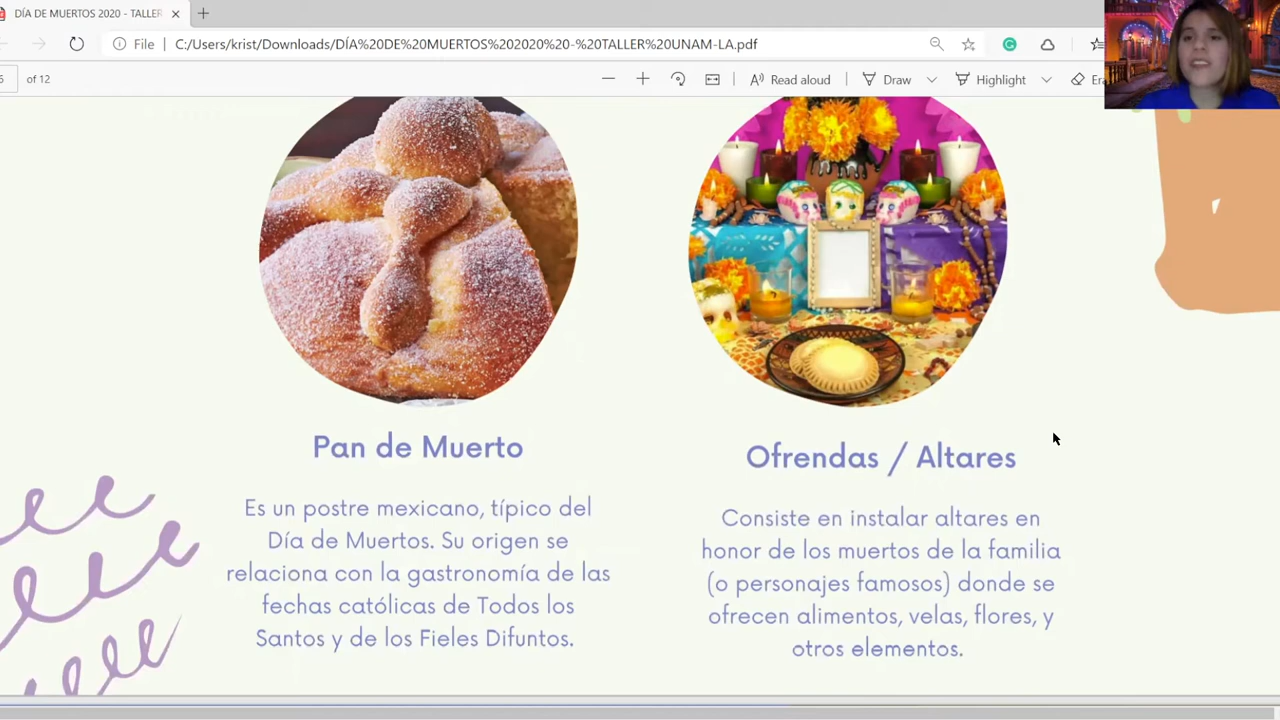 DÍA DE MUERTOS 2020 - TALLER
File
C:/Users/krist/Downloads/DÍA%20DE%20MUERTOS%202020%20-%20TALLER%20UNAM-LA.pdf
of 12
Read aloud
Draw
Highlight
Pan de Muerto
Es un postre mexicano, típico del
Día de Muertos. Su origen se
relaciona con la gastronomía de las
fechas católicas de Todos los
Santos y de los Fieles Difuntos.
Ofrendas / Altares
Consiste en instalar altares en
honor de los muertos de la familia
(o personajes famosos) donde se
ofrecen alimentos, velas, flores, y
otros elementos.